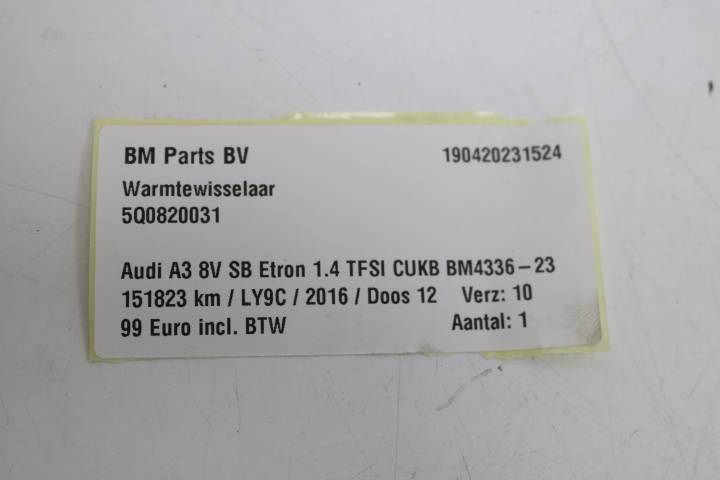 BM Parts BV 190420231524
Warmtewisselaar
5Q0820031
Audi A3 8V SB Etron 1.4 TFSI CUKB BM4336-23
151823 km / LY9C / 2016 / Doos 12 Verz: 10
99 Euro incl. BTW Aantal: 1